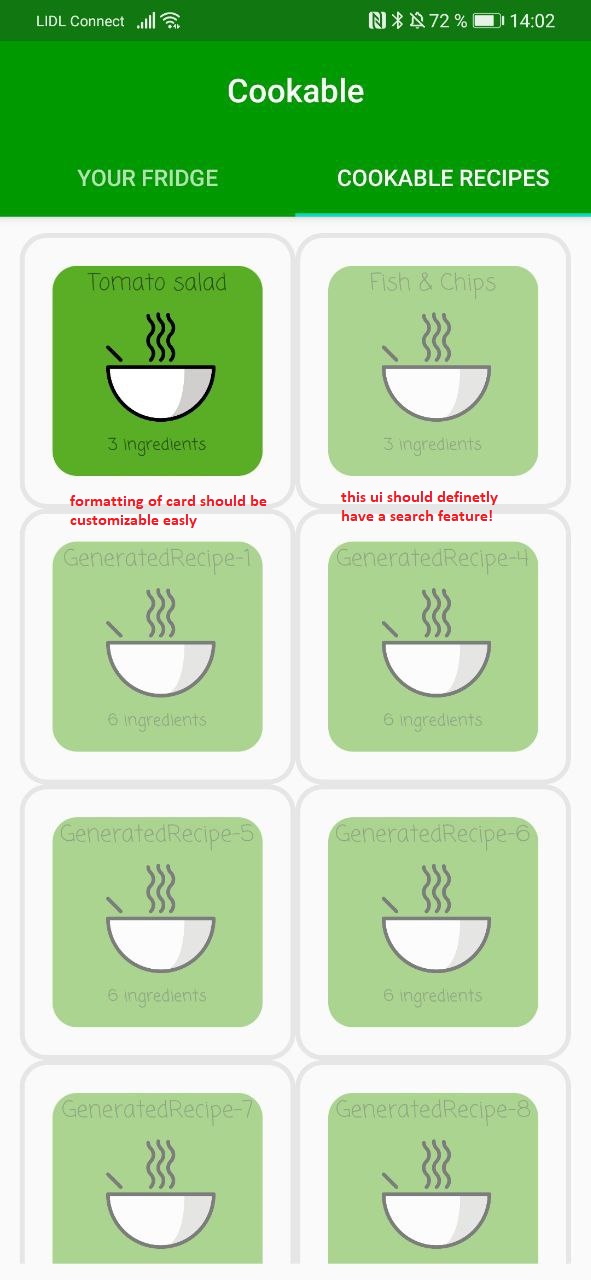 LIDL Connect 72 % 14:02
Cookable
YOUR FRIDGE COOKABLE RECIPES
Tomato salad
3 ingredients
Fish & Chips
3 ingredients
formatting of card should be
customizable easily
this ui should definetly
have a search feature!
GeneratedRecipe-1
6 ingredients
GeneratedRecipe-4
6 ingredients
GeneratedRecipe-5
6 ingredients
GeneratedRecipe-6
6 ingredients
GeneratedRecipe-7
GeneratedRecipe-8